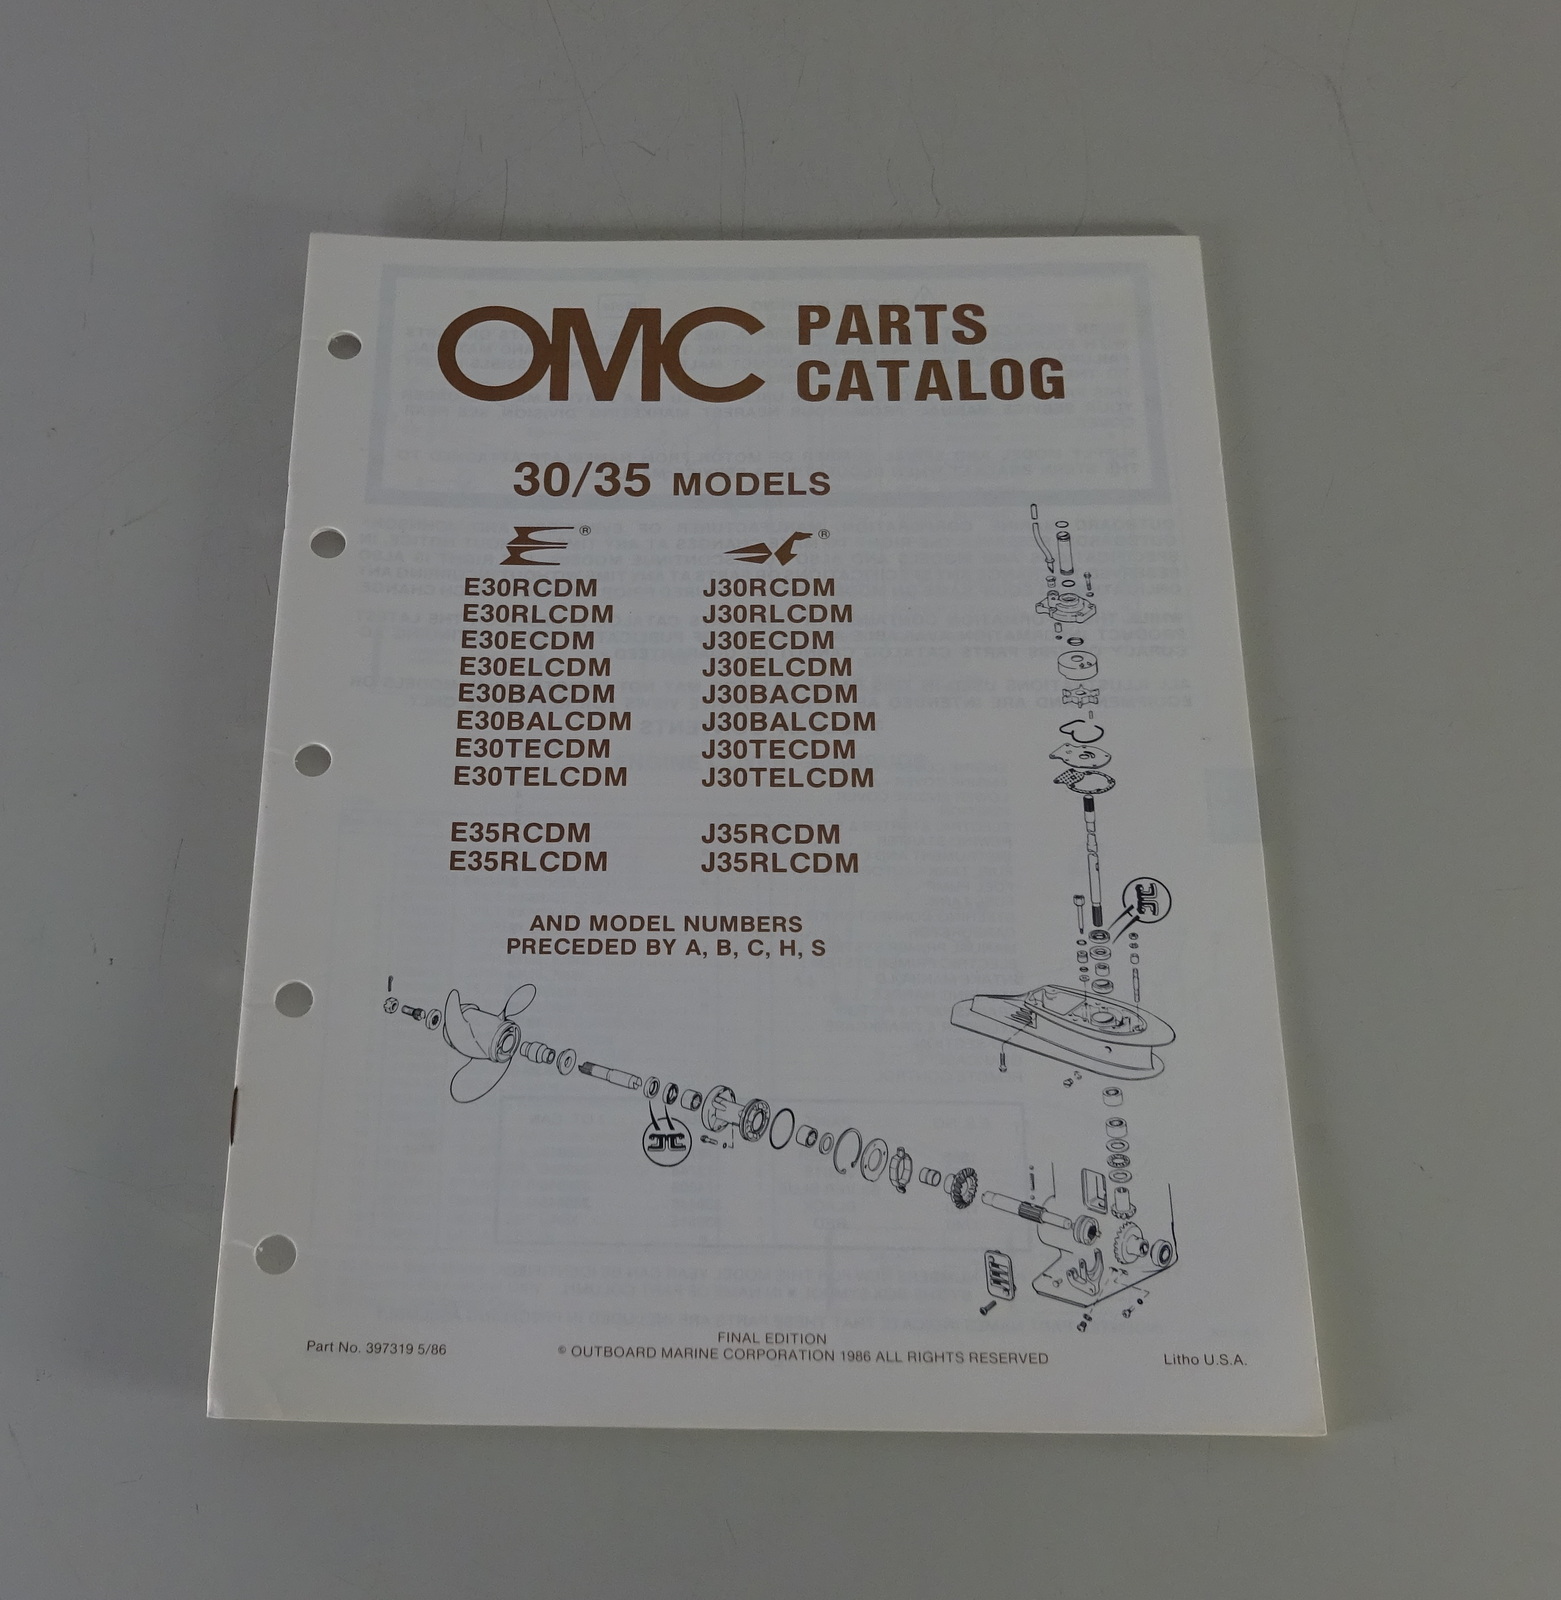 OMC PARTS
CATALOG
30/35 MODELS
® ®
E30RCDM J30RCDM
E30RLCDM J30RLCDM
E30ECDM J30ECDM
E30ELCDM J30ELCDM
E30BACDM J30BACDM
E30BALCDM J30BALCDM
E30TECDM J30TECDM
E30TELCDM J30TELCDM
E35RCDM J35RCDM
E35RLCDM J35RLCDM
AND MODEL NUMBERS
PRECEDED BY A, B, C, H, S
FINAL EDITION
Part No. 397319 5/86 © OUTBOARD MARINE CORPORATION 1986 ALL RIGHTS RESERVED Litho U.S.A.